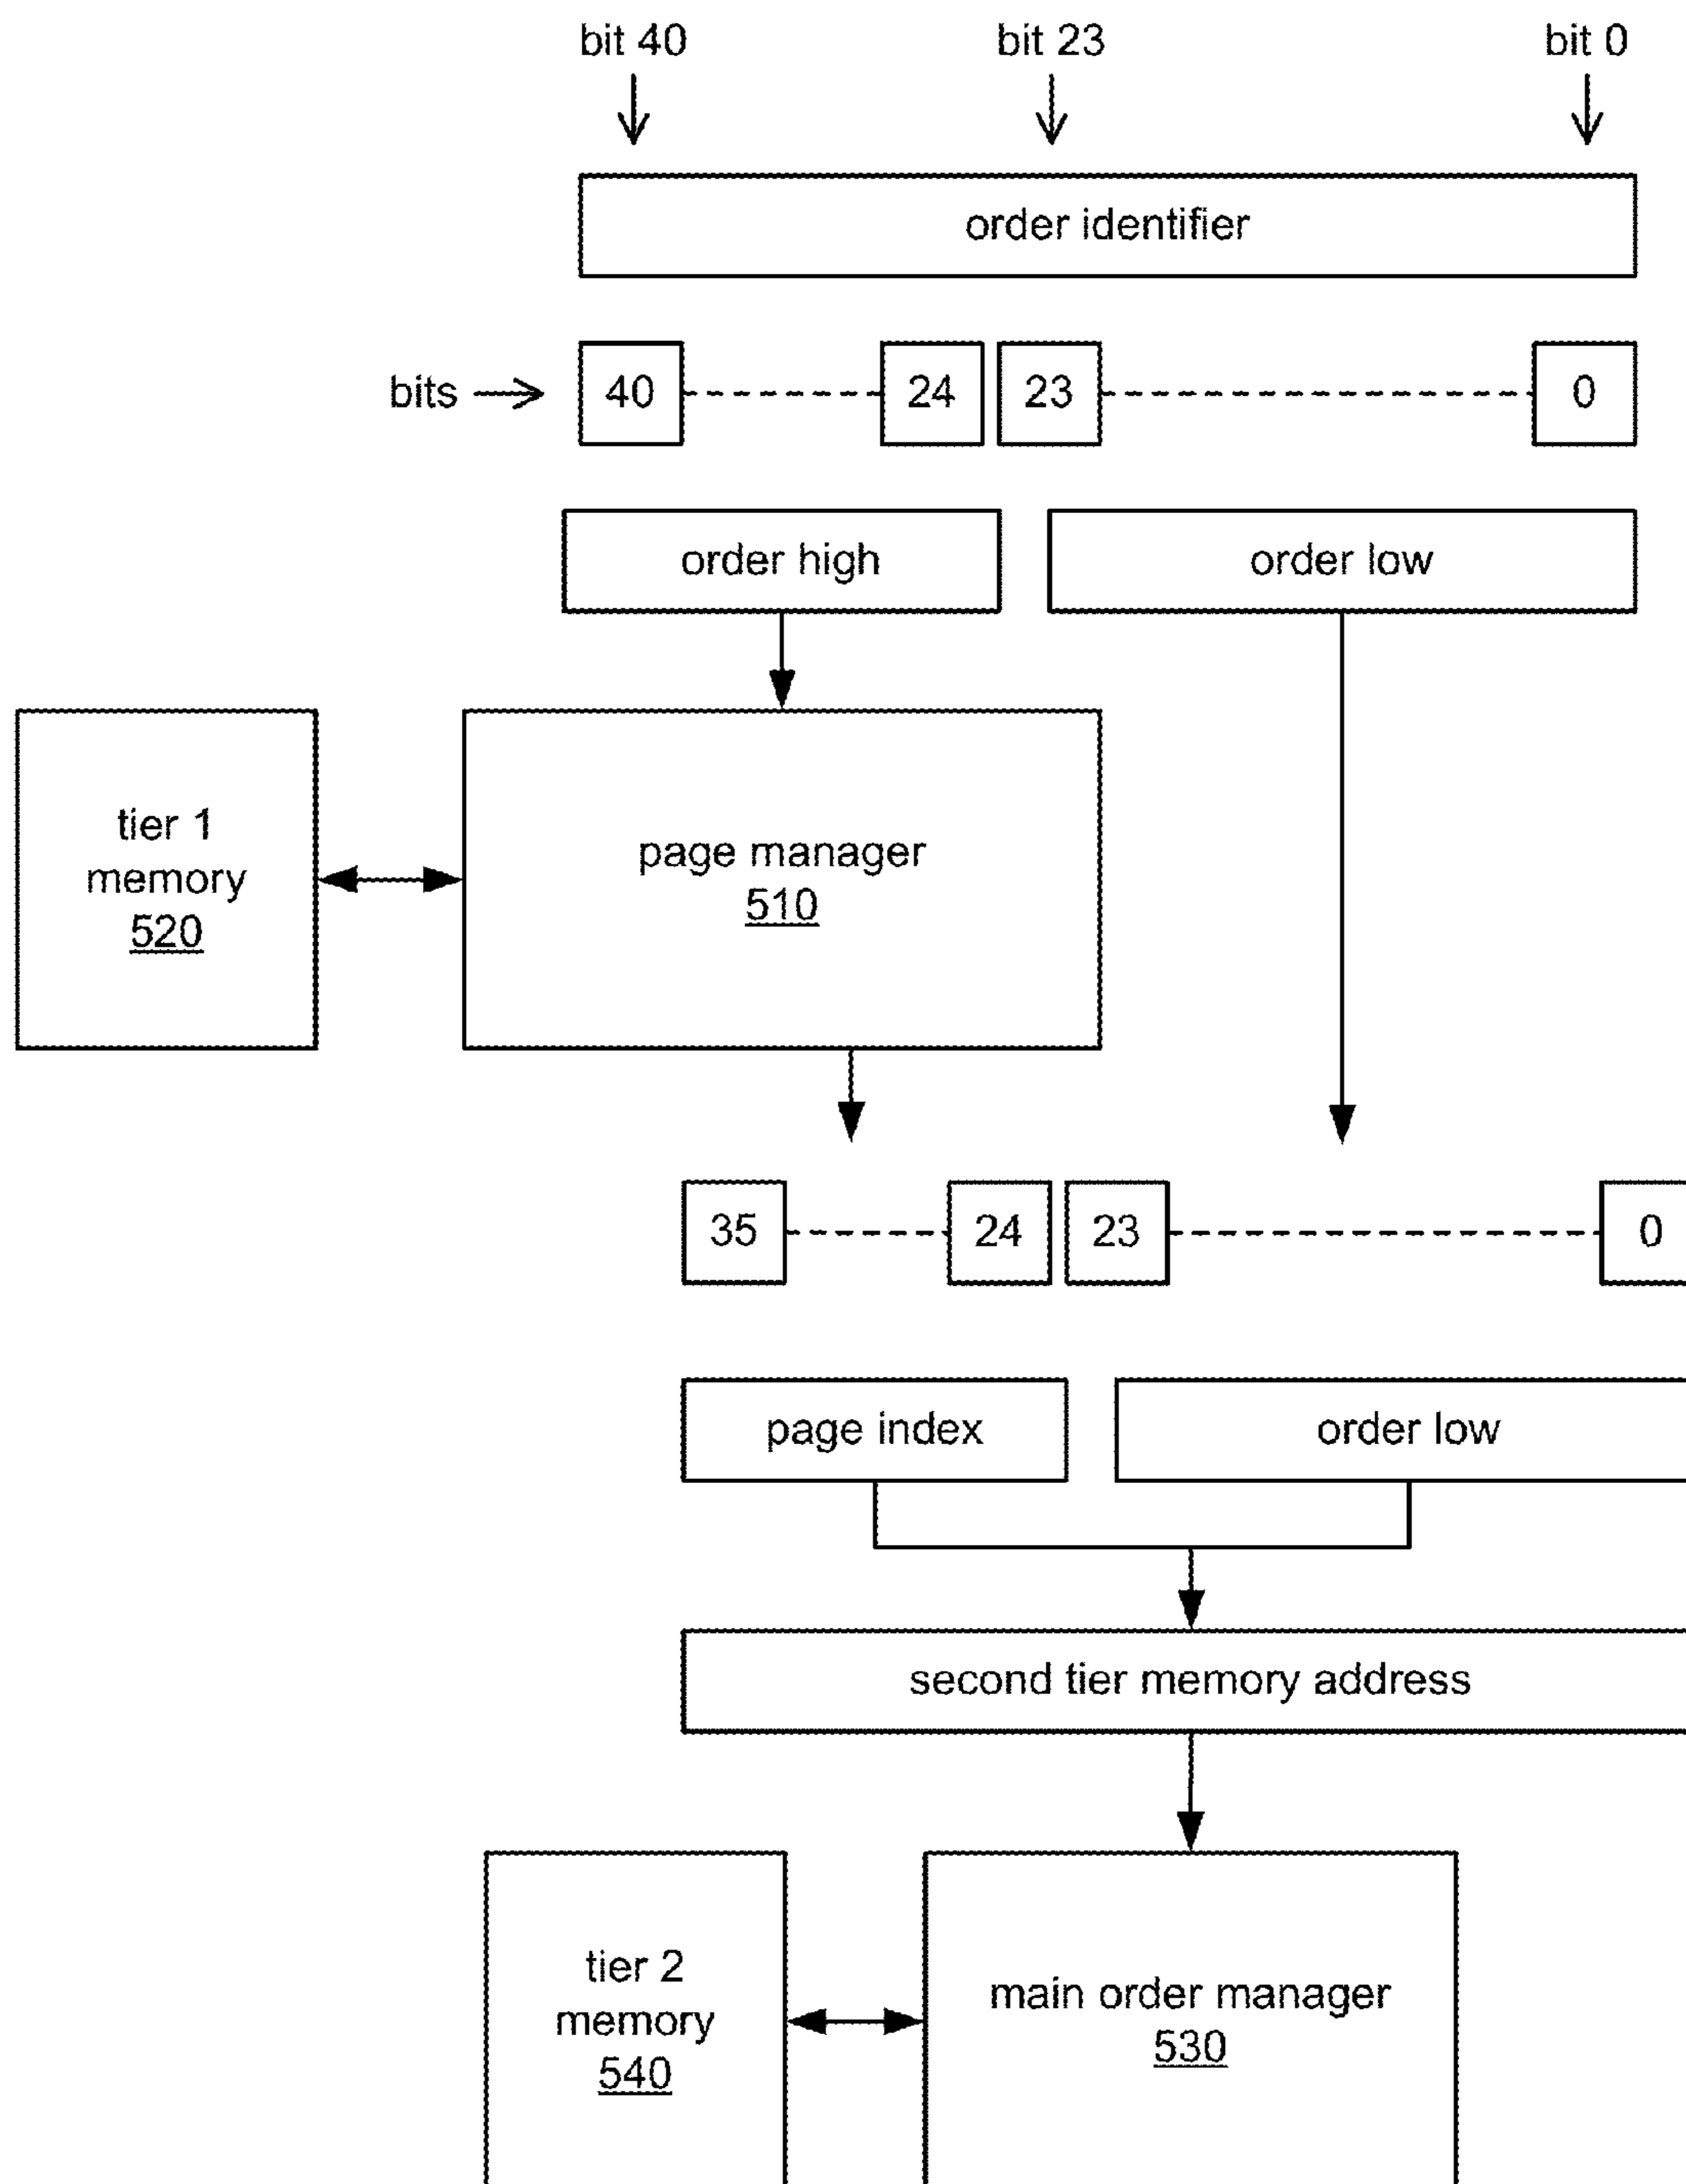 bit 40 bit 23 bit 0
order identifier
bits 40 24 23 0
order high order low
tier 1
memory
520
page manager
510
35 24 23 0
page index order low
second tier memory address
tier 2
memory
540
main order manager
530